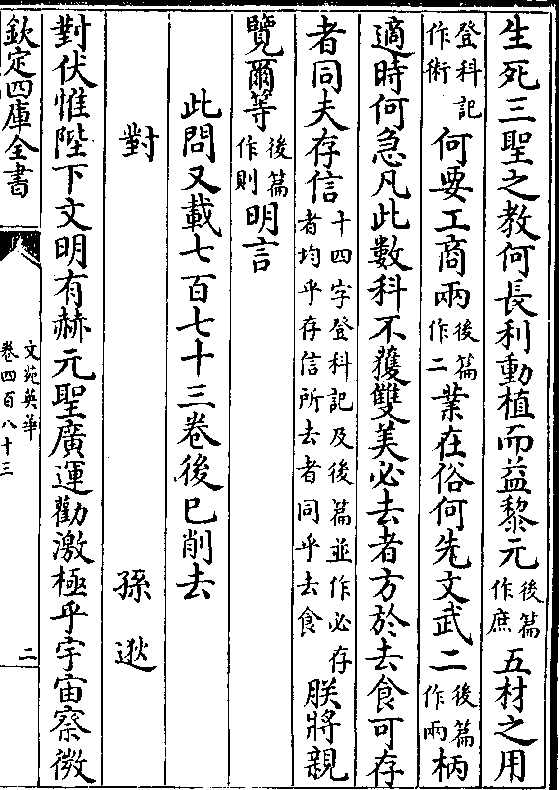 生死三聖之教何長利動植而益黎元後篇作庶五材之用
登科記作術何要工商兩後篇作二業在俗何先文武二後篇作兩柄
適時何急凡此數科不獲雙美必去者方於去食可存
者同夫存信十四字登科記及後篇並作必存者均乎存信所去者同乎去食朕將親
覽爾等後篇作則明言
此問又載七百七十三卷後已削去
對 孫逖
對伏惟陛下文明有赫元聖廣運勸激極乎宇宙察微
欽定四庫全書
文苑英華
卷四百八十三
二